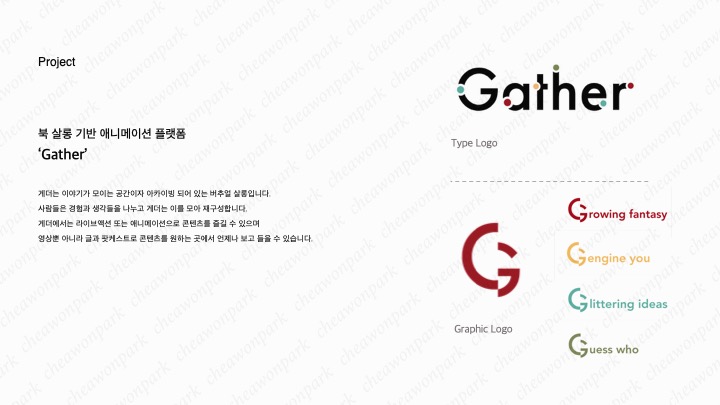 Project
북 살롱 기반 애니메이션 플랫폼
‘Gather’
게더는 이야기가 모이는 공간이자 아카이빙 되어 있는 버추얼 살롱입니다.
사람들은 경험과 생각들을 나누고 게더는 이를 모아 재구성합니다.
게더에서는 라이브액션 또는 애니메이션으로 콘텐츠를 즐길 수 있으며
영상뿐 아니라 글과 팟케스트로 콘텐츠를 원하는 곳에서 언제나 보고 들을 수 있습니다.
Gather
Type Logo
G
Graphic Logo
Growing fantasy
Gengine you
Glittering ideas
Guess who
cheawonpark